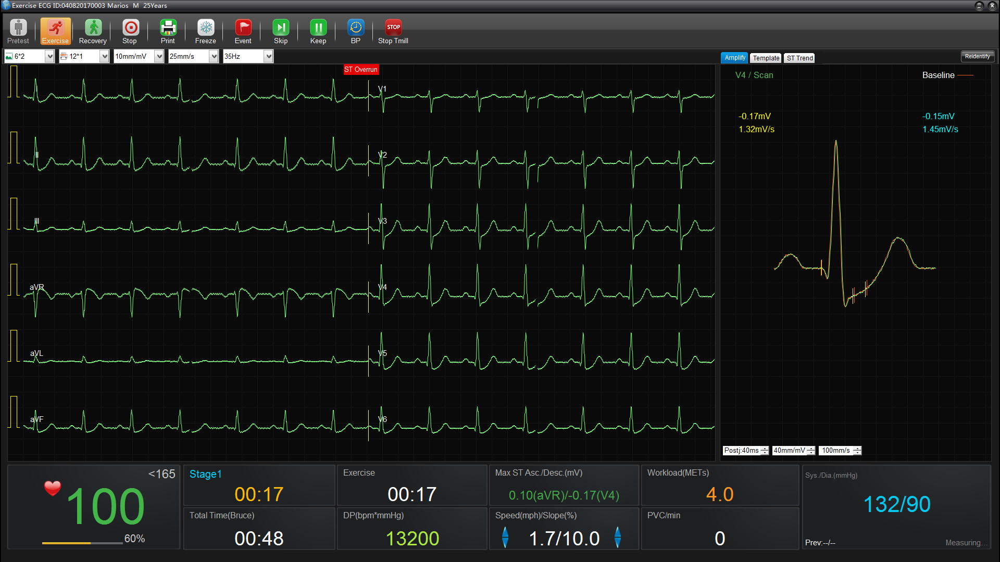 Exercise ECG ID:040820170003 Marios M 25Years
Pretest Exercise Recovery Stop Print Freeze Event Skip Keep BP STOP Stop Tmill
6*2 12*1 10mm/mV 25mm/s 35Hz
Amplify Template ST Trend Reidentify
ST Overrun
V4 / Scan Baseline
-0.17mV -0.15mV
1.32mV/s 1.45mV/s
I V1
II V2
III V3
aVR V4
aVL V5
aVF V6
Postj:40ms 40mm/mV 100mm/s
<165
100
60%
Stage1
00:17
Exercise
00:17
Max ST Asc./Desc.(mV)
0.10(aVR)/-0.17(V4)
Workload(METs)
4.0
Total Time(Bruce)
00:48
DP(bpm*mmHg)
13200
Speed(mph)/Slope(%)
1.7/10.0
PVC/min
0
Sys./Dia.(mmHg)
132/90
Prev:--/-- Measuring...